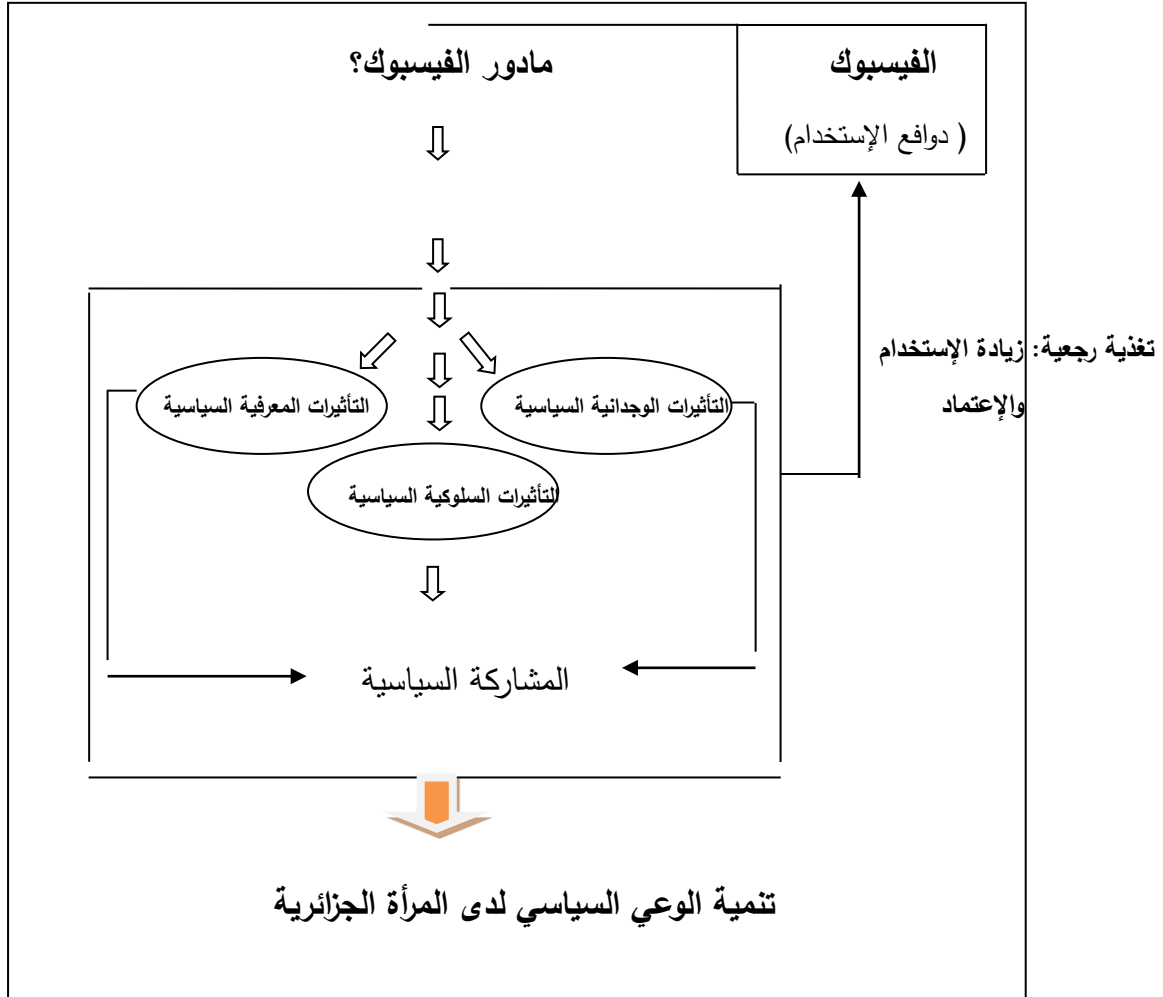 الفيسبوك
مادور الفيسبوك؟
( دوافع الإستخدام)
تغذية رجعية: زيادة الإستخدام
والإعتماد
التأثيرات الوجدانية السياسية
التأثيرات المعرفية السياسية
التأثيرات السلوكية السياسية
المشاركة السياسية
تنمية الوعي السياسي لدى المرأة الجزائرية